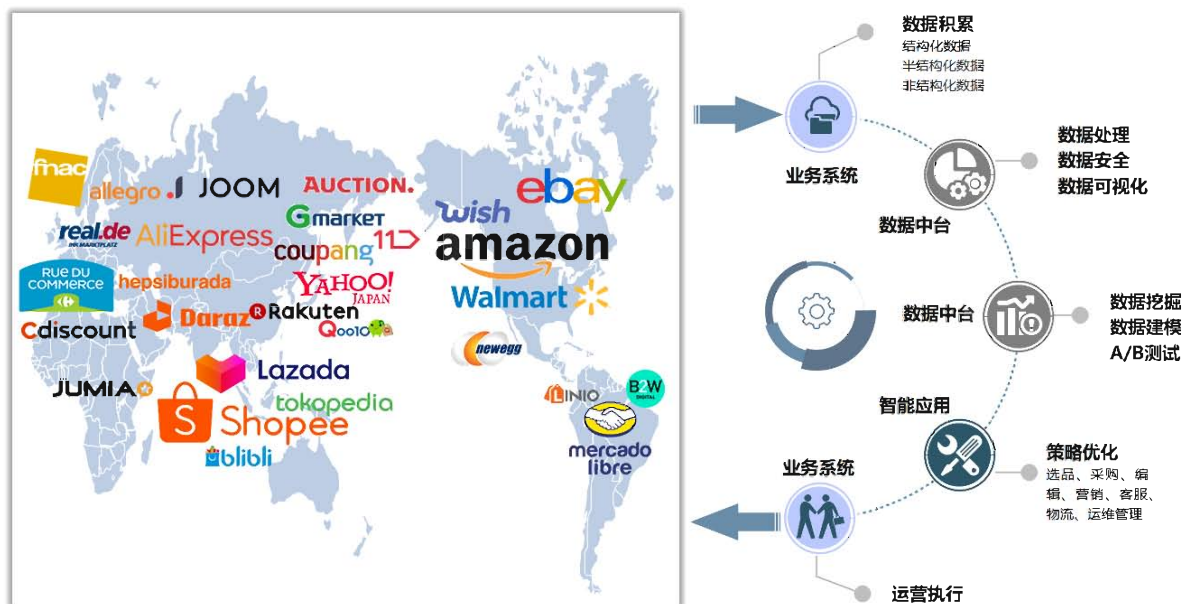 fnac
allegro
JOOM
AUCTION.
Gmarket
wish
ebay
real.de
IHR MARKTPLATZ
AliExpress
coupang
11
amazon
RUE DU
COMMERCE
hepsiburada
YAHOO!
JAPAN
Walmart
Cdiscount
Daraz
R
Rakuten
Qoo10
newegg
JUMIA
Lazada
tokopedia
S
Shopee
blibli
LINIO
B2W
DIGITAL
mercado
libre
数据积累
结构化数据
半结构化数据
非结构化数据
业务系统
数据处理
数据安全
数据可视化
数据中台
数据中台
数据挖掘
数据建模
A/B测试
智能应用
策略优化
选品、采购、编
辑、营销、客服、
物流、运维管理
业务系统
运营执行